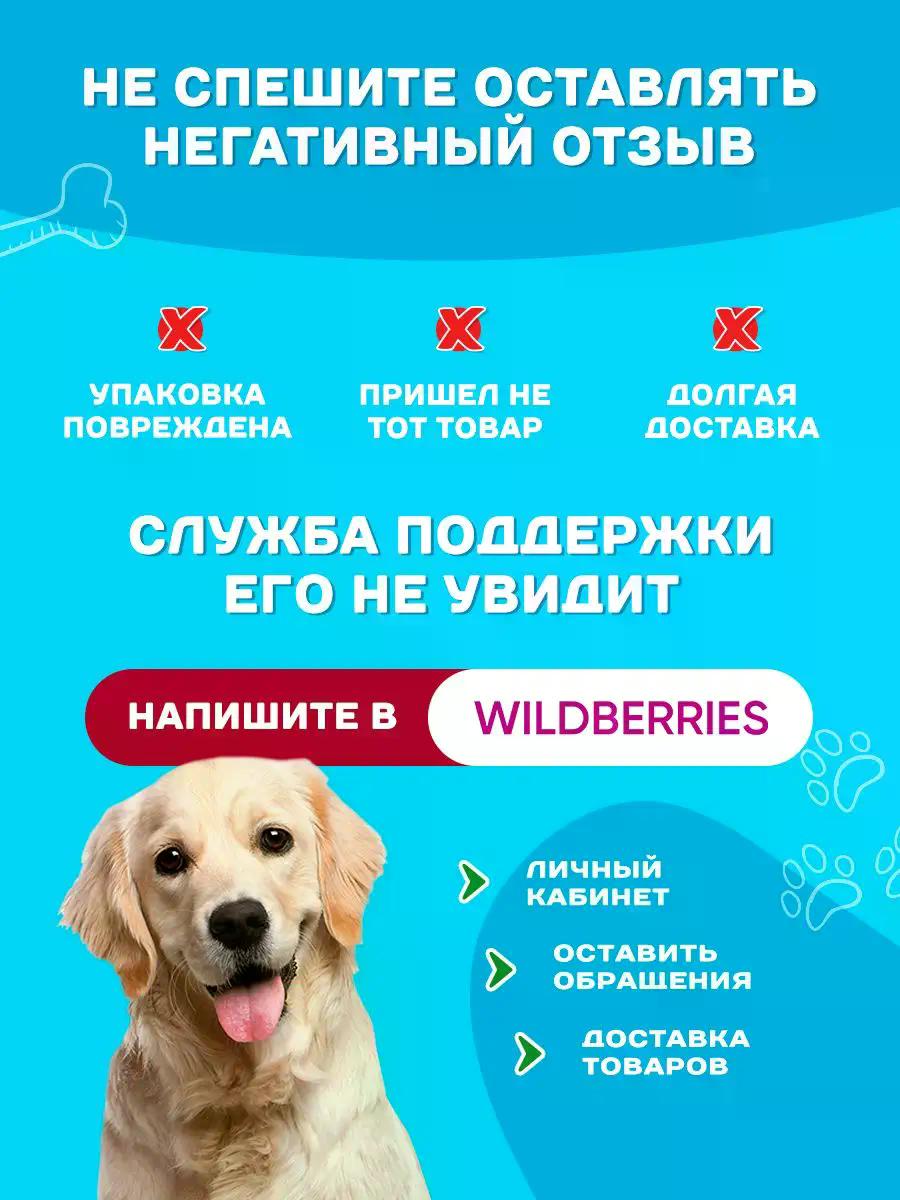 НЕ СПЕШИТЕ ОСТАВЛЯТЬ
НЕГАТИВНЫЙ ОТЗЫВ
УПАКОВКА
ПОВРЕЖДЕНА
ПРИШЕЛ НЕ
ТОТ ТОВАР
ДОЛГАЯ
ДОСТАВКА
СЛУЖБА ПОДДЕРЖКИ
ЕГО НЕ УВИДИТ
НАПИШИТЕ В WILDBERRIES
ЛИЧНЫЙ
КАБИНЕТ
ОСТАВИТЬ
ОБРАЩЕНИЯ
ДОСТАВКА
ТОВАРОВ